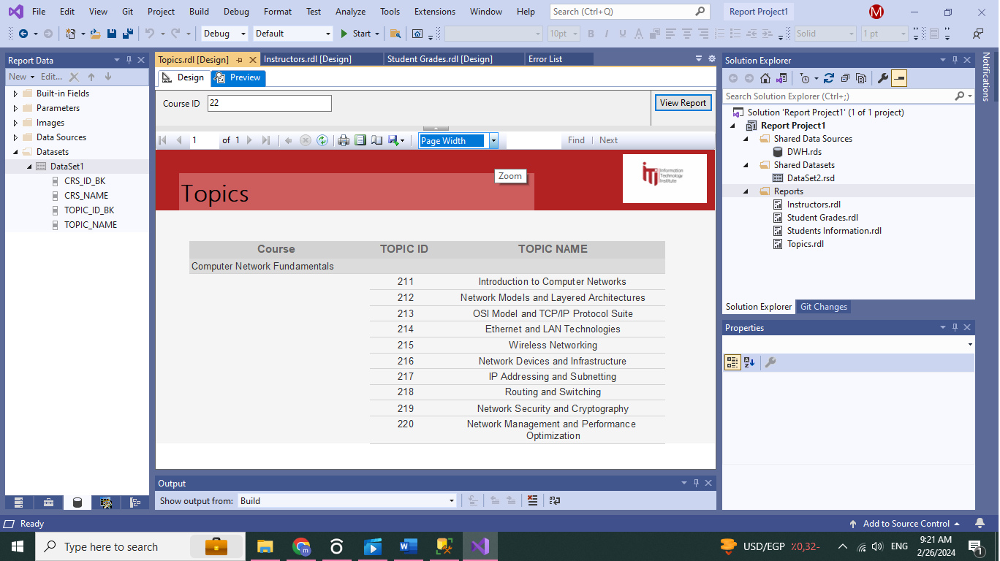 File Edit View Git Project Build Debug Format Test Analyze Tools Extensions Window Help Search (Ctrl+Q) Report Project1 M
Debug Default Start 10pt B I U A Solid 1 pt
Report Data
New Edit...
Built-in Fields
Parameters
Images
Data Sources
Datasets
DataSet1
CRS_ID_BK
CRS_NAME
TOPIC_ID_BK
TOPIC_NAME
Topics.rdl [Design] Instructors.rdl [Design] Student Grades.rdl [Design] Error List
Design Preview
Course ID 22 View Report
1 of 1 Page Width Find | Next
Zoom
Topics
iTi Information
Technology
Institute
Course TOPIC ID TOPIC NAME
Computer Network Fundamentals
211 Introduction to Computer Networks
212 Network Models and Layered Architectures
213 OSI Model and TCP/IP Protocol Suite
214 Ethernet and LAN Technologies
215 Wireless Networking
216 Network Devices and Infrastructure
217 IP Addressing and Subnetting
218 Routing and Switching
219 Network Security and Cryptography
220 Network Management and Performance
Optimization
Output
Show output from: Build
Solution Explorer
Search Solution Explorer (Ctrl+;)
Solution 'Report Project1' (1 of 1 project)
Report Project1
Shared Data Sources
DWH.rds
Shared Datasets
DataSet2.rsd
Reports
Instructors.rdl
Student Grades.rdl
Students Information.rdl
Topics.rdl
Solution Explorer Git Changes
Properties
Notifications
Ready Add to Source Control
Type here to search USD/EGP ٪0,32- ENG 9:21 AM
2/26/2024 1